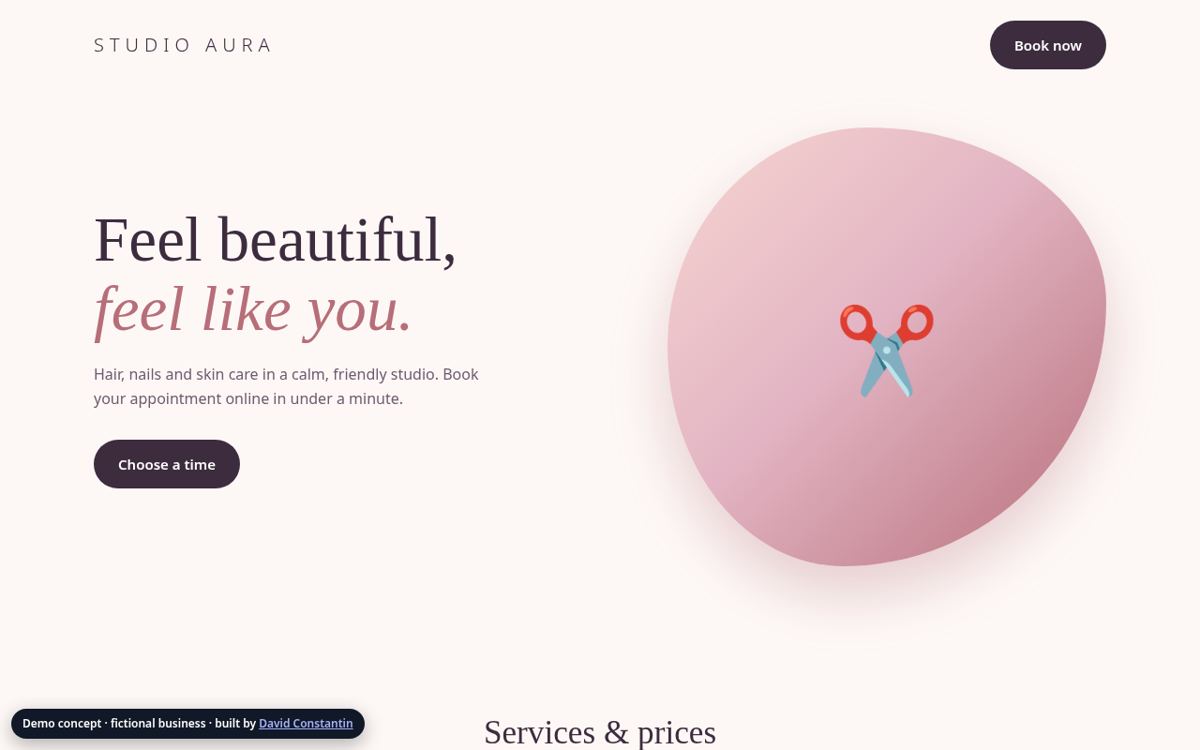 STUDIO AURA
Book now
Feel beautiful,
feel like you.
Hair, nails and skin care in a calm, friendly studio. Book
your appointment online in under a minute.
Choose a time
Demo concept · fictional business · built by David Constantin
Services & prices